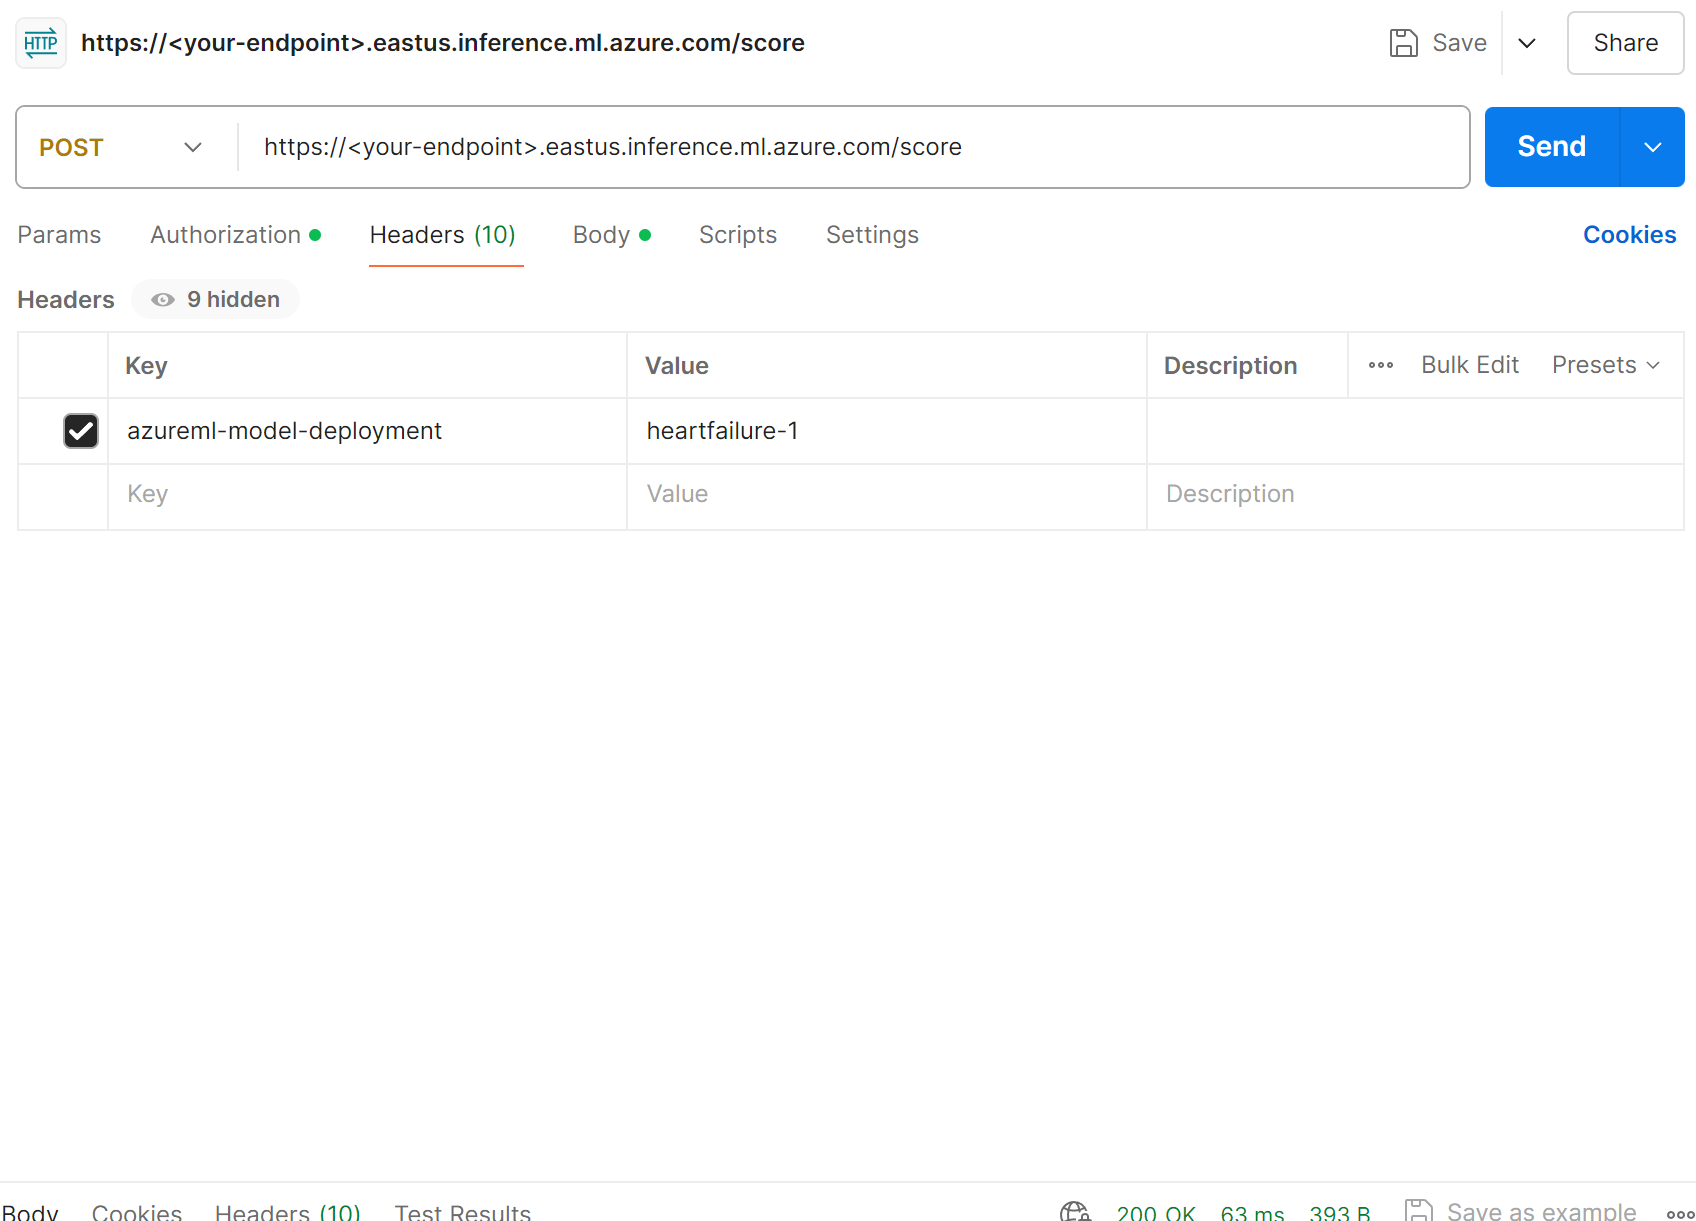 HTTP https://<your-endpoint>.eastus.inference.ml.azure.com/score Save Share
POST https://<your-endpoint>.eastus.inference.ml.azure.com/score Send
Params Authorization Headers (10) Body Scripts Settings Cookies
Headers 9 hidden
Key Value Description Bulk Edit Presets
azureml-model-deployment heartfailure-1
Key Value Description
Body Cookies Headers (10) Test Results 200 OK 63 ms 393 B Save as example